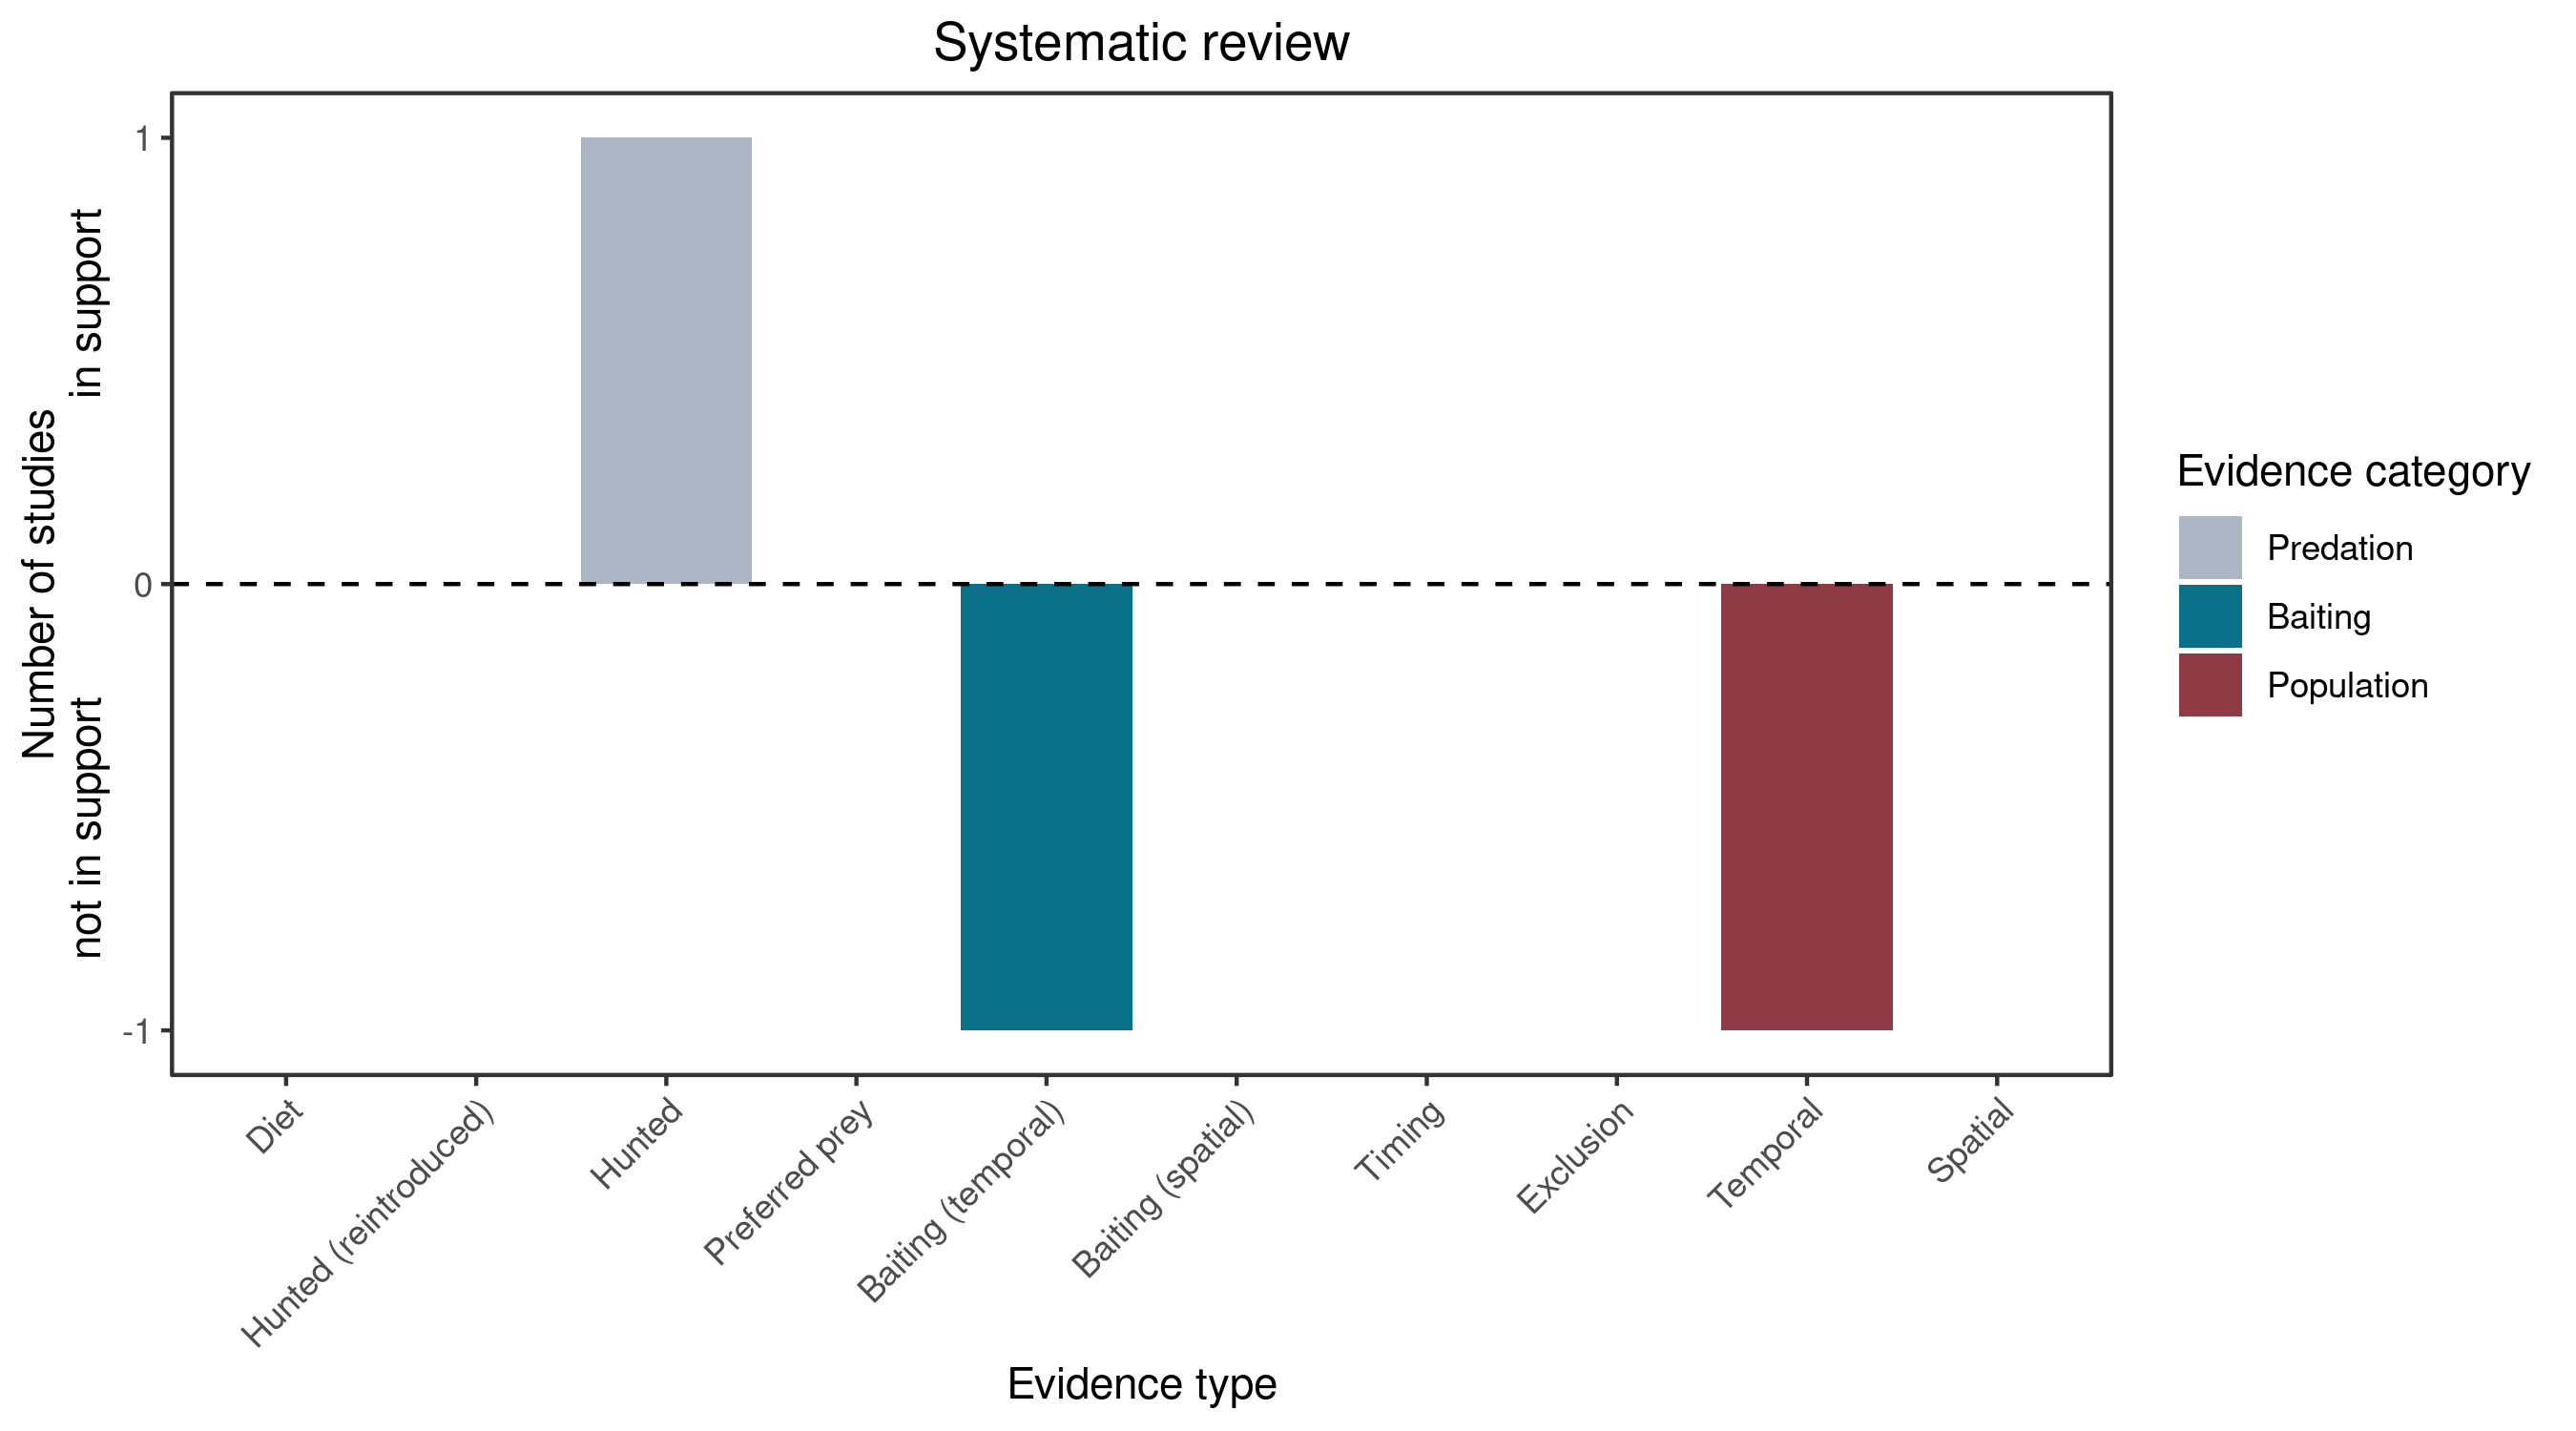 Systematic review
Number of studies
not in support in support
1
0
-1
Diet
Hunted (reintroduced)
Hunted
Preferred prey
Baiting (temporal)
Baiting (spatial)
Timing
Exclusion
Temporal
Spatial
Evidence type
Evidence category
Predation
Baiting
Population